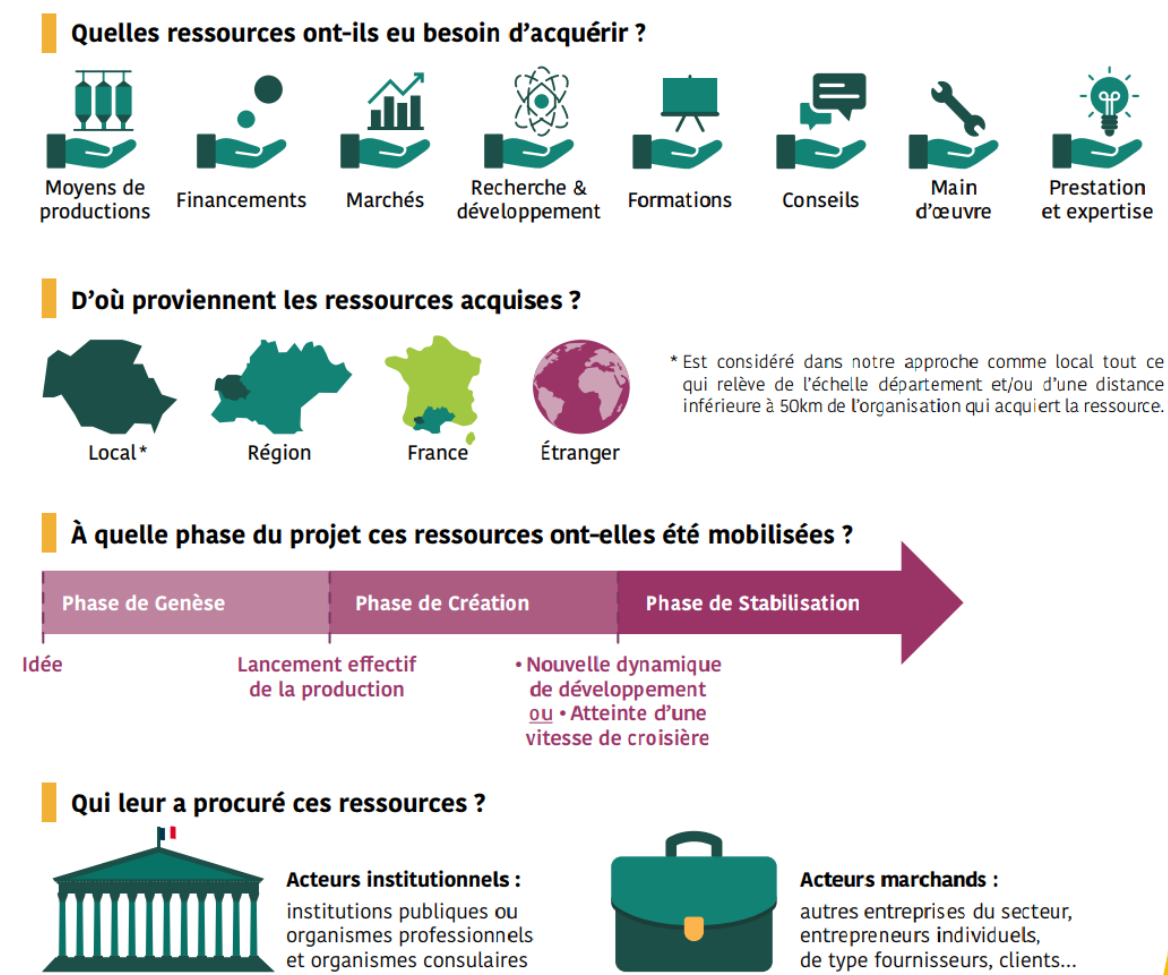 Quelles ressources ont-ils eu besoin d’acquérir ?
Moyens de
productions
Financements
Marchés
Recherche &
développement
Formations
Conseils
Main
d’œuvre
Prestation
et expertise
D’où proviennent les ressources acquises ?
Local*
Région
France
Étranger
* Est considéré dans notre approche comme local tout ce
qui relève de l’échelle département et/ou d’une distance
inférieure à 50km de l’organisation qui acquiert la ressource.
À quelle phase du projet ces ressources ont-elles été mobilisées ?
Phase de Genèse
Phase de Création
Phase de Stabilisation
Idée
Lancement effectif
de la production
• Nouvelle dynamique
de développement
ou • Atteinte d’une
vitesse de croisière
Qui leur a procuré ces ressources ?
Acteurs institutionnels :
institutions publiques ou
organismes professionnels
et organismes consulaires
Acteurs marchands :
autres entreprises du secteur,
entrepreneurs individuels,
de type fournisseurs, clients...